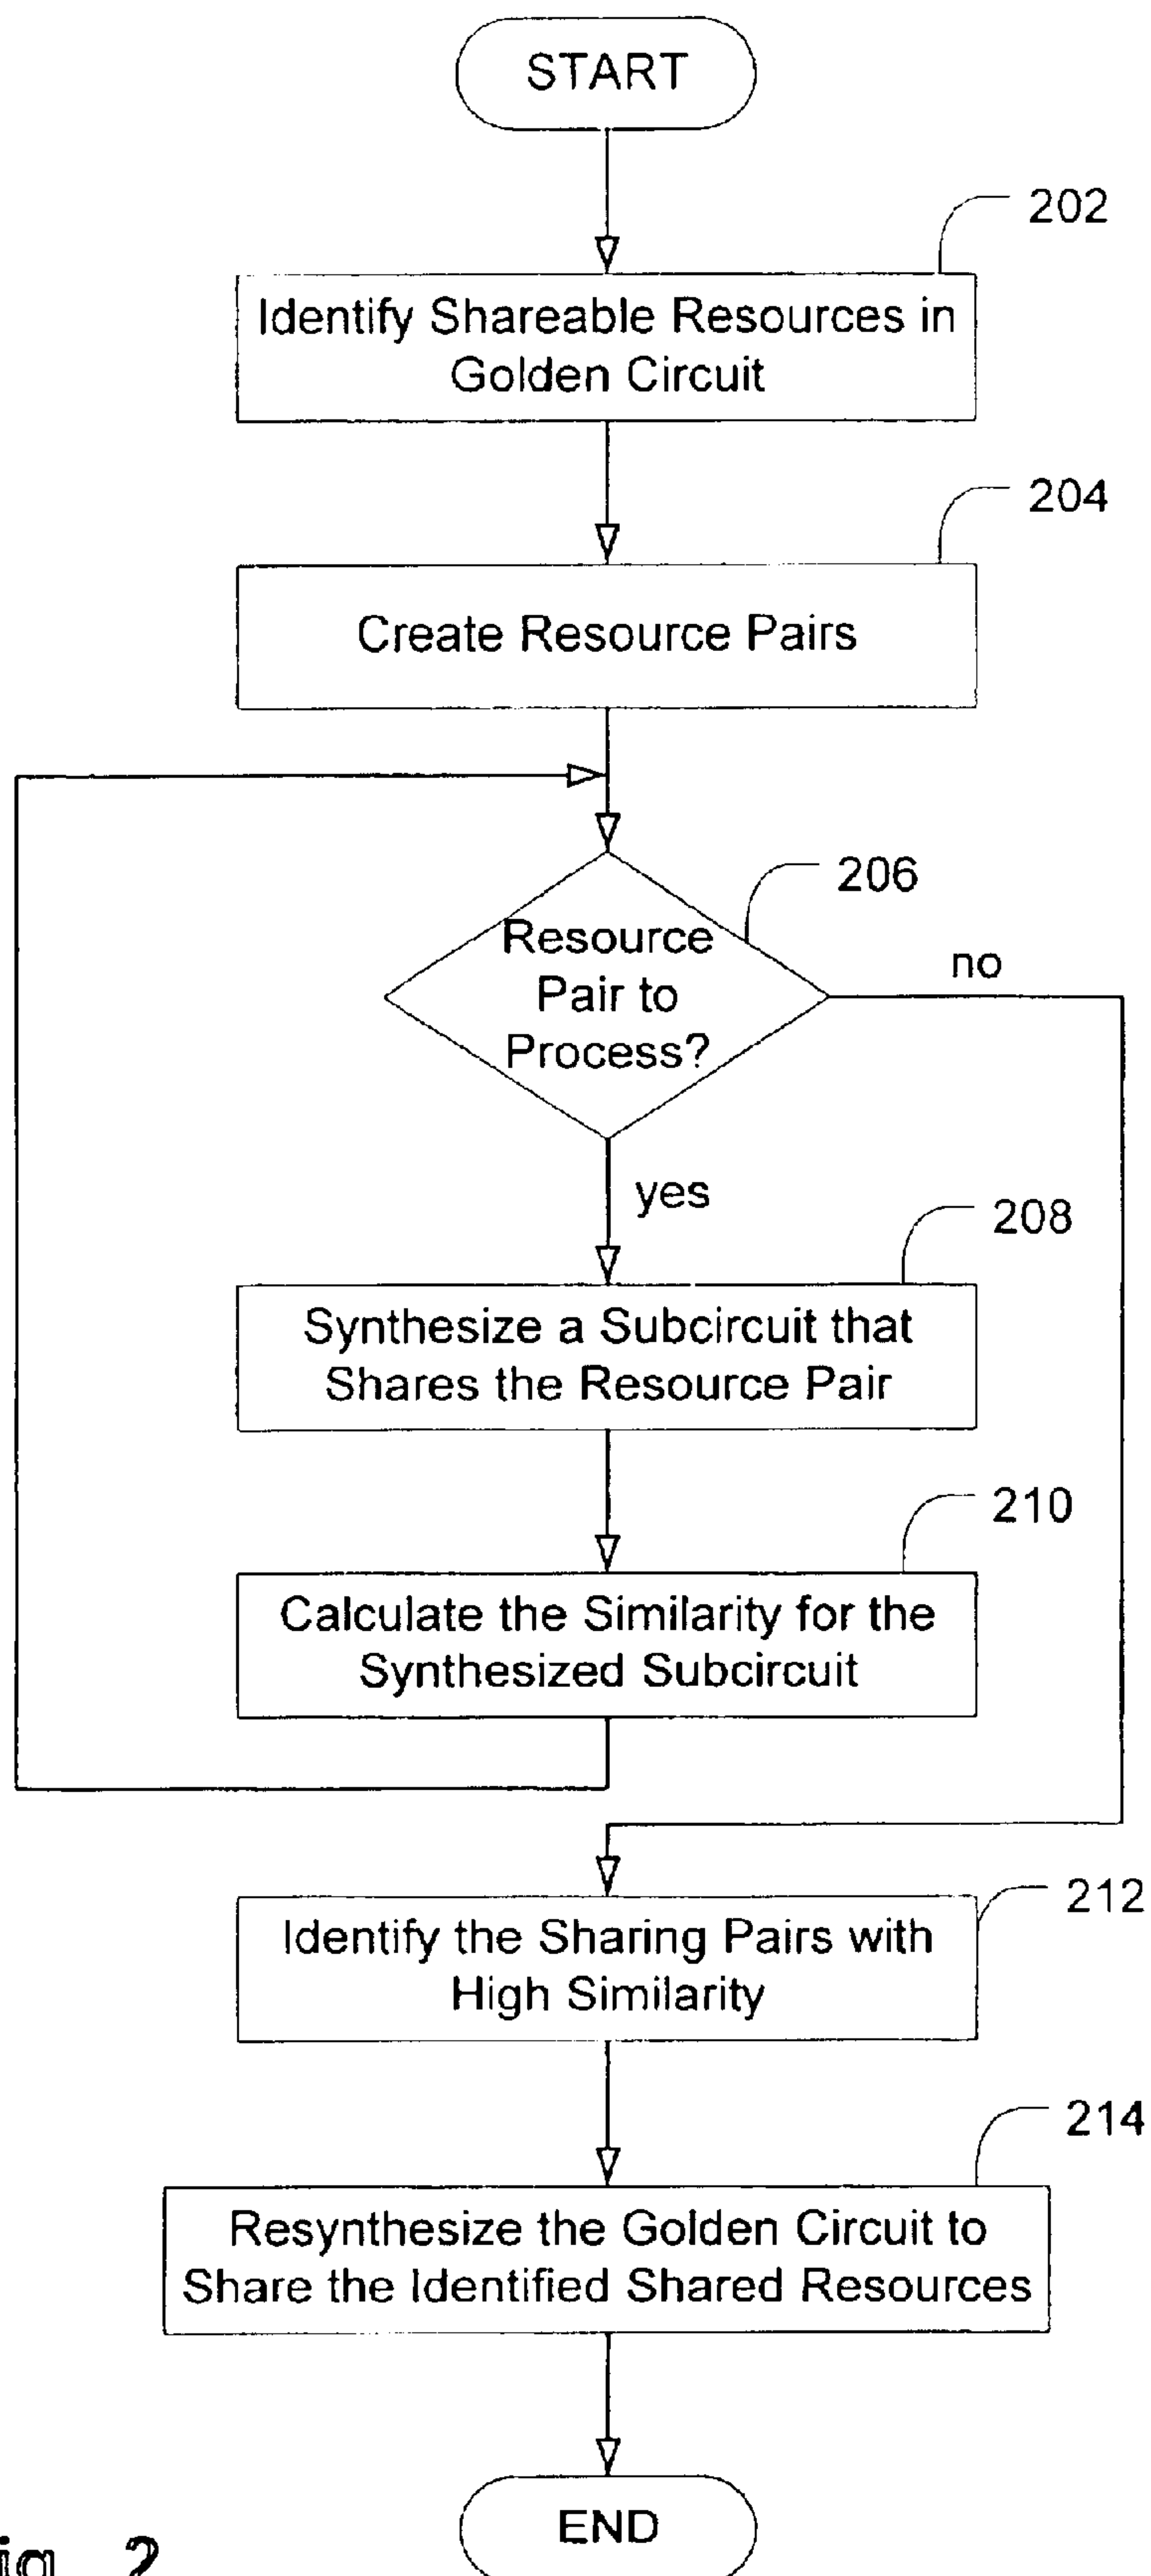 START
202
Identify Shareable Resources in
Golden Circuit
204
Create Resource Pairs
206
Resource
Pair to
Process?
no
yes
208
Synthesize a Subcircuit that
Shares the Resource Pair
210
Calculate the Similarity for the
Synthesized Subcircuit
212
Identify the Sharing Pairs with
High Similarity
214
Resynthesize the Golden Circuit to
Share the Identified Shared Resources
END
ig. 2